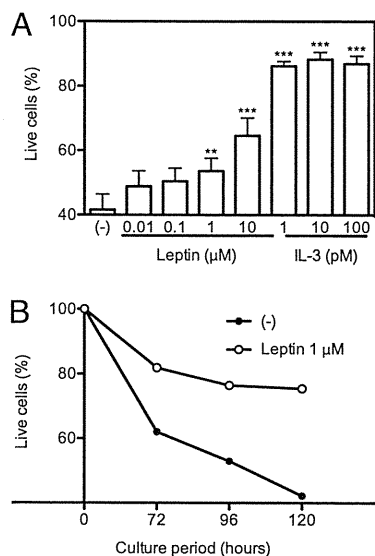 A
Live cells (%)
100
80
60
40
**
***
***
***
***
(-) 0.01 0.1 1 10 1 10 100
Leptin (µM) IL-3 (pM)
B
Live cells (%)
100
80
60
(-)
Leptin 1 µM
0 72 96 120
Culture period (hours)